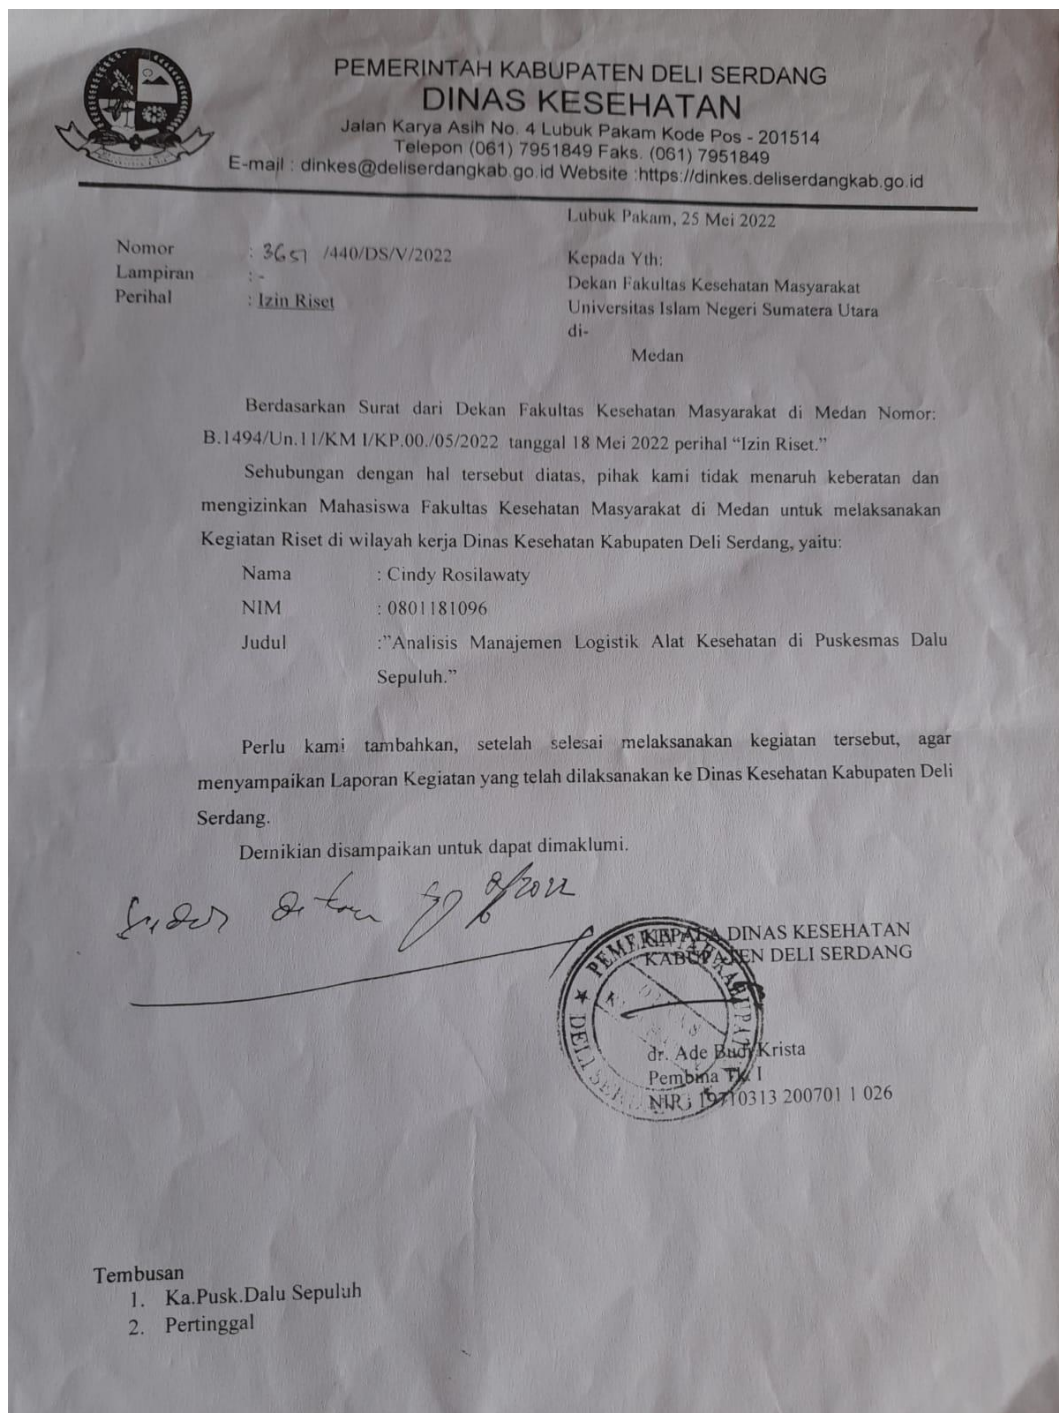 PEMERINTAH KABUPATEN DELI SERDANG
DINAS KESEHATAN
Jalan Karya Asih No. 4 Lubuk Pakam Kode Pos - 201514
Telepon (061) 7951849 Faks. (061) 7951849
E-mail : dinkes@deliserdangkab.go.id Website :https://dinkes.deliserdangkab.go.id
Lubuk Pakam, 25 Mei 2022
Nomor : 3651 /440/DS/V/2022
Lampiran : -
Perihal : Izin Riset
Kepada Yth:
Dekan Fakultas Kesehatan Masyarakat
Universitas Islam Negeri Sumatera Utara
di-
Medan
Berdasarkan Surat dari Dekan Fakultas Kesehatan Masyarakat di Medan Nomor:
B.1494/Un.11/KM I/KP.00./05/2022 tanggal 18 Mei 2022 perihal “Izin Riset.”
Sehubungan dengan hal tersebut diatas, pihak kami tidak menaruh keberatan dan
mengizinkan Mahasiswa Fakultas Kesehatan Masyarakat di Medan untuk melaksanakan
Kegiatan Riset di wilayah kerja Dinas Kesehatan Kabupaten Deli Serdang, yaitu:
Nama : Cindy Rosilawaty
NIM : 0801181096
Judul :”Analisis Manajemen Logistik Alat Kesehatan di Puskesmas Dalu
Sepuluh.”
Perlu kami tambahkan, setelah selesai melaksanakan kegiatan tersebut, agar
menyampaikan Laporan Kegiatan yang telah dilaksanakan ke Dinas Kesehatan Kabupaten Deli
Serdang.
Demikian disampaikan untuk dapat dimaklumi.
KEPALA DINAS KESEHATAN
KABUPATEN DELI SERDANG
PEMERINTAH KABUPATEN
DELI SERDANG
dr. Ade Budi Krista
Pembina Tk I
NIP. 19710313 200701 1 026
Tembusan
1. Ka.Pusk.Dalu Sepuluh
2. Pertinggal